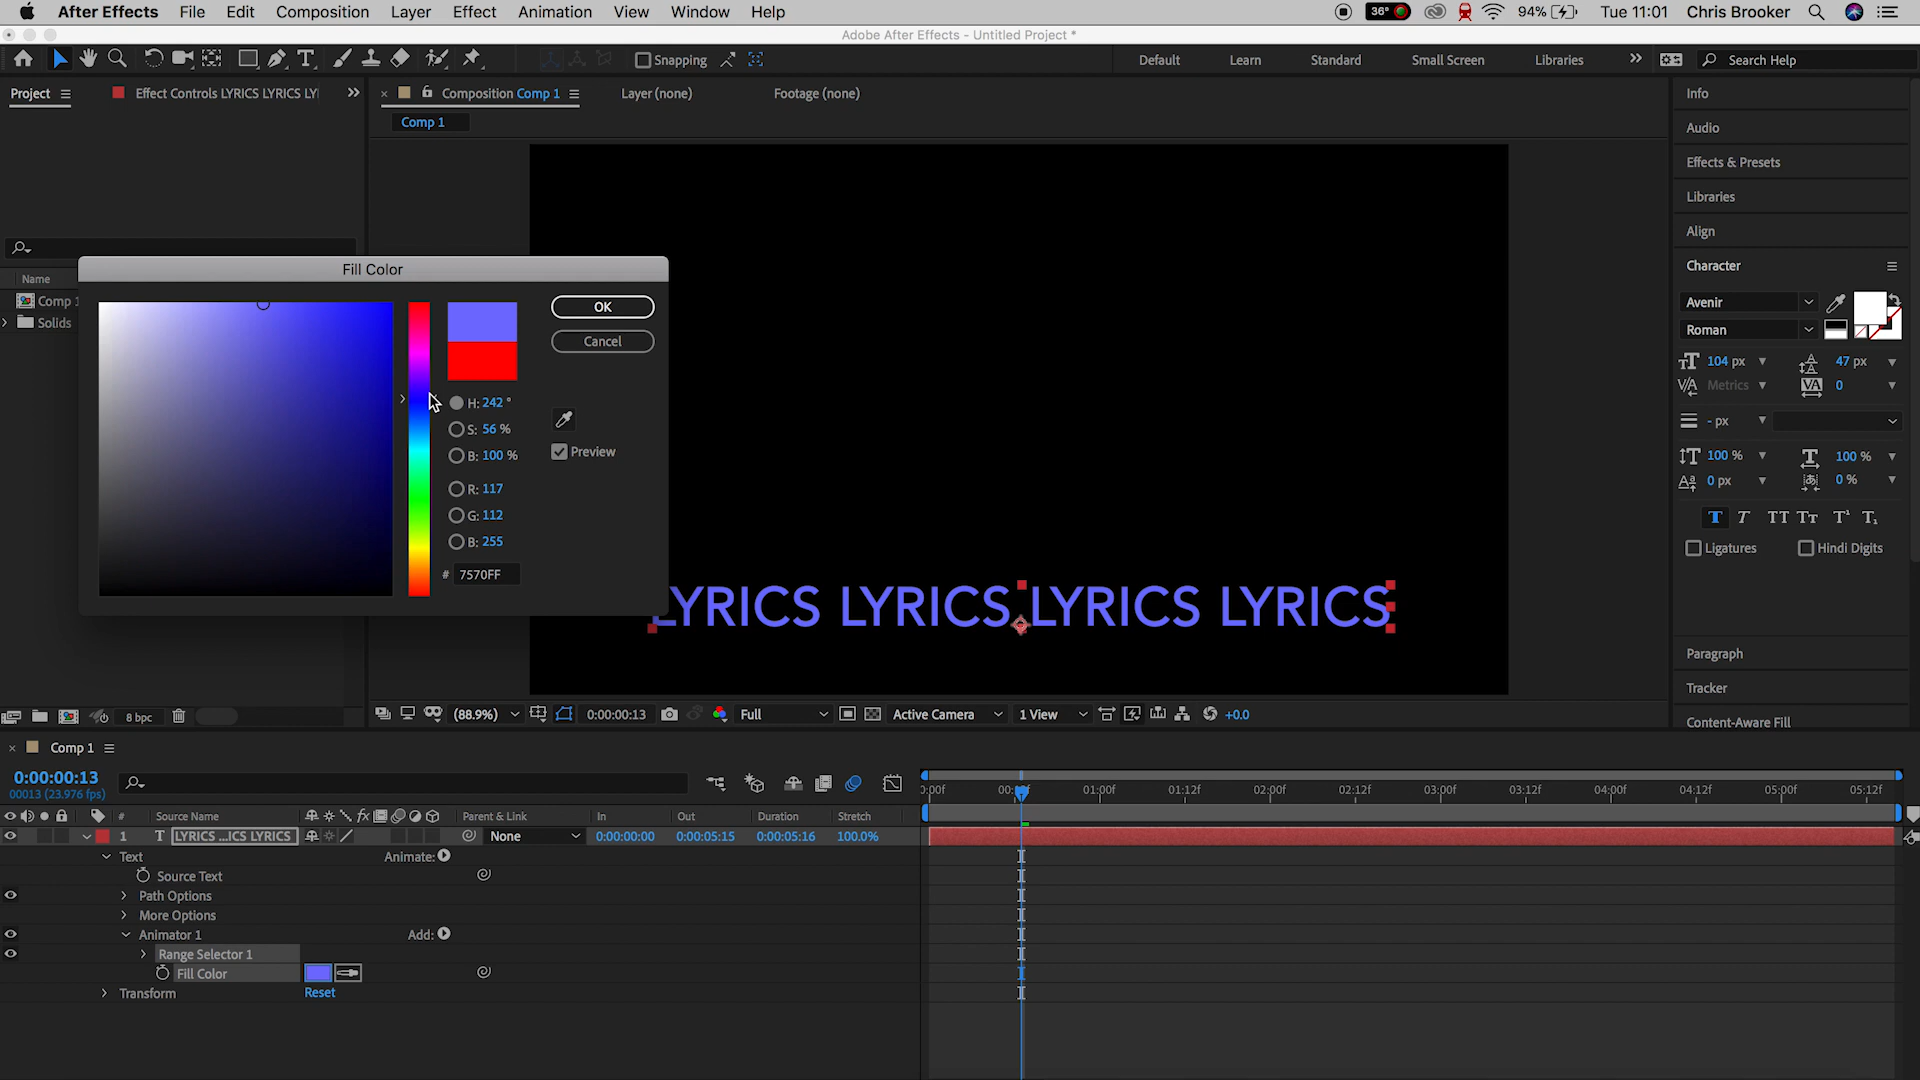 After Effects File Edit Composition Layer Effect Animation View Window Help 36° 94% Tue 11:01 Chris Brooker
Adobe After Effects - Untitled Project *
Snapping Default Learn Standard Small Screen Libraries Search Help
Project Effect Controls LYRICS LYRICS LY Composition Comp 1 Layer (none) Footage (none)
Comp 1
Name
Comp 1
Solids
Fill Color
OK
Cancel
H: 242 °
S: 56 %
B: 100 %
Preview
R: 117
G: 112
B: 255
# 7570FF
LYRICS LYRICS LYRICS LYRICS
Info
Audio
Effects & Presets
Libraries
Align
Character
Avenir
Roman
104 px 47 px
Metrics 0
- px
100 % 100 %
0 px 0 %
T T TT Tт T¹ T₁
Ligatures Hindi Digits
Paragraph
Tracker
Content-Aware Fill
8 bpc
(88.9%) 0:00:00:13 Full Active Camera 1 View +0.0
Comp 1
0:00:00:13
00013 (23.976 fps)
# Source Name fx Parent & Link In Out Duration Stretch
1 T LYRICS ...ICS LYRICS None 0:00:00:00 0:00:05:15 0:00:05:16 100.0%
Text Animate:
Source Text
Path Options
More Options
Animator 1 Add:
Range Selector 1
Fill Color
Transform Reset
01:00f 01:12f 02:00f 02:12f 03:00f 03:12f 04:00f 04:12f 05:00f 05:12f